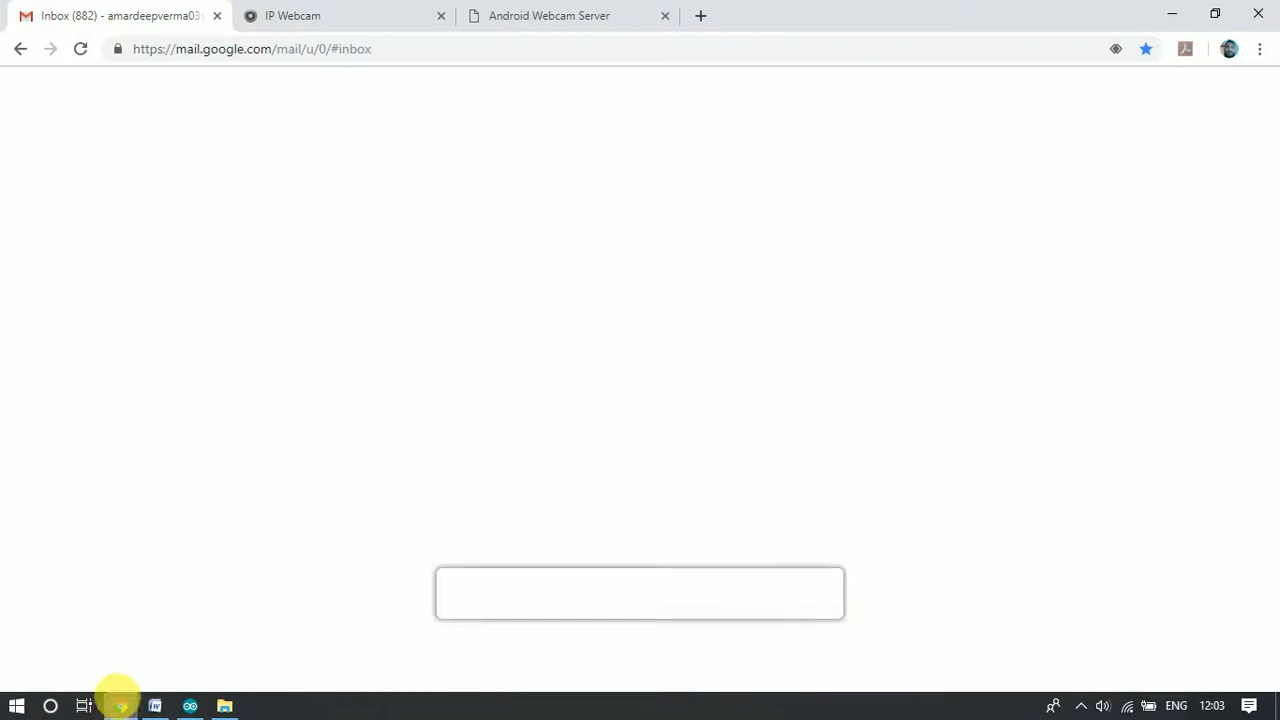 Inbox (882) - amardeepverma03
IP Webcam
Android Webcam Server
https://mail.google.com/mail/u/0/#inbox
ENG
12:03